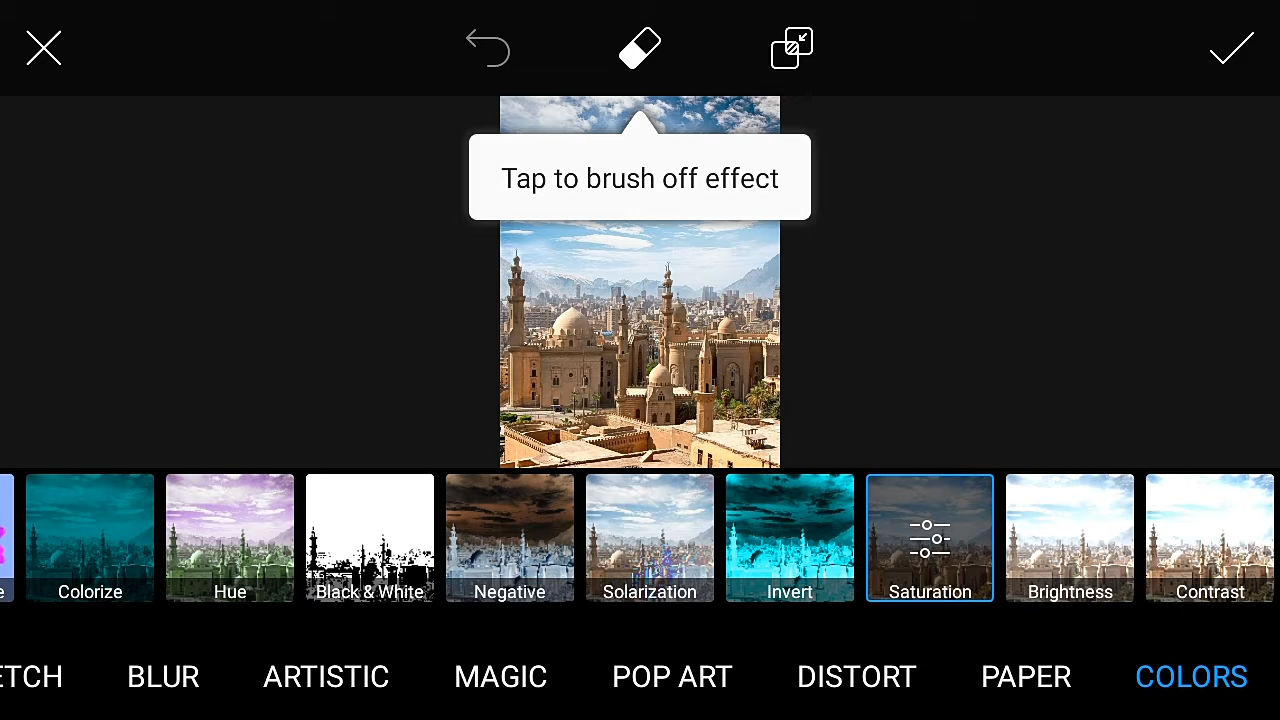 Tap to brush off effect
e
Colorize
Hue
Black & White
Negative
Solarization
Invert
Saturation
Brightness
Contrast
ETCH
BLUR
ARTISTIC
MAGIC
POP ART
DISTORT
PAPER
COLORS